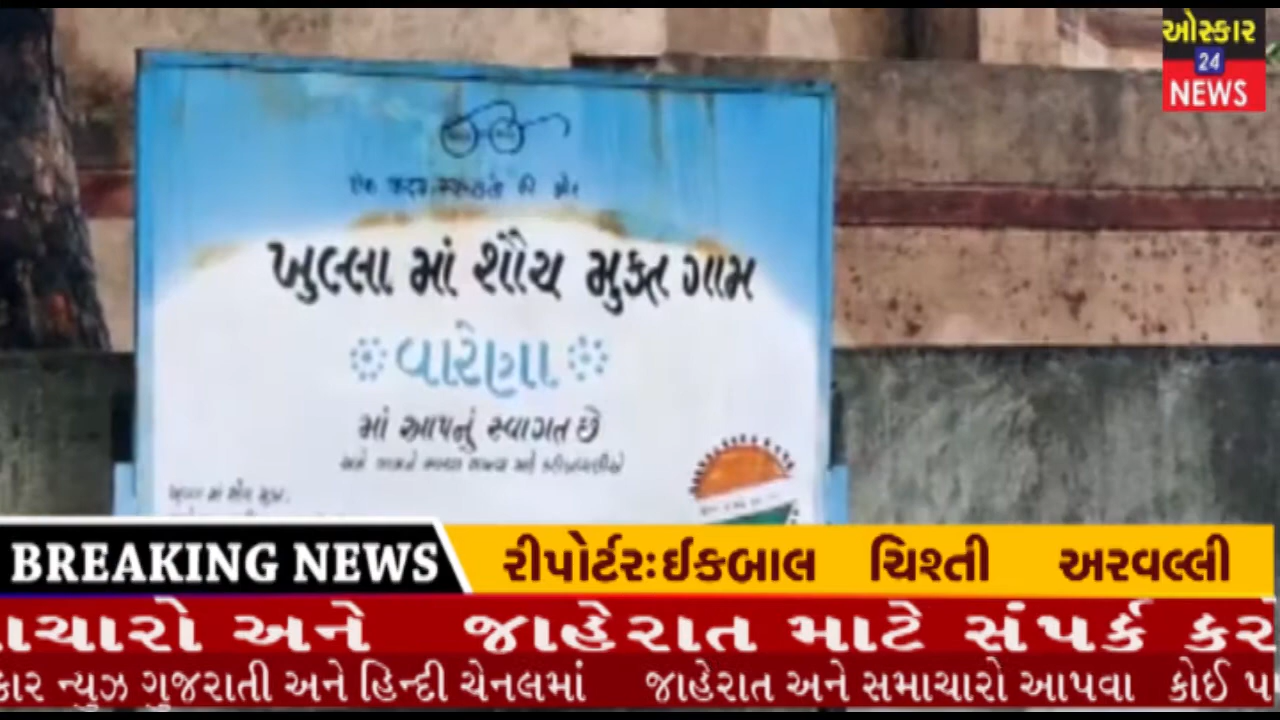 ઓસ્કાર
24
NEWS
ખુલ્લા માં શૌચ મુક્ત ગામ
વારેણા
માં આપનું સ્વાગત છે
BREAKING NEWS
રીપોર્ટર:ઈકબાલ ચિશ્તી અરવલ્લી
ાચારો અને જાહેરાત માટે સંપર્ક કરો
કાર ન્યુઝ ગુજરાતી અને હિન્દી ચેનલમાં જાહેરાત અને સમાચારો આપવા કોઈ પા